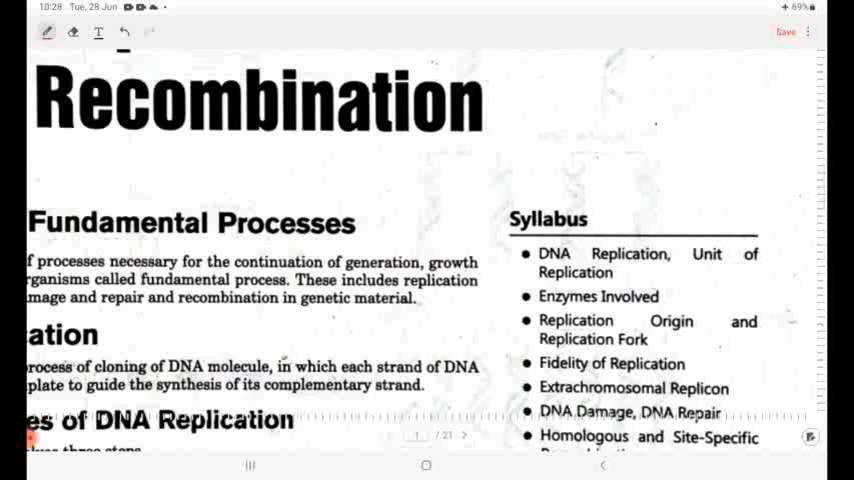 10:28 Tue, 28 Jun
69%
Save
Recombination
Fundamental Processes
f processes necessary for the continuation of generation, growth
rganisms called fundamental process. These includes replication
mage and repair and recombination in genetic material.
ation
rocess of cloning of DNA molecule, in which each strand of DNA
plate to guide the synthesis of its complementary strand.
es of DNA Replication
Syllabus
• DNA Replication, Unit of
Replication
• Enzymes Involved
• Replication Origin and
Replication Fork
• Fidelity of Replication
• Extrachromosomal Replicon
• DNA Damage, DNA Repair
• Homologous and Site-Specific
1 / 21